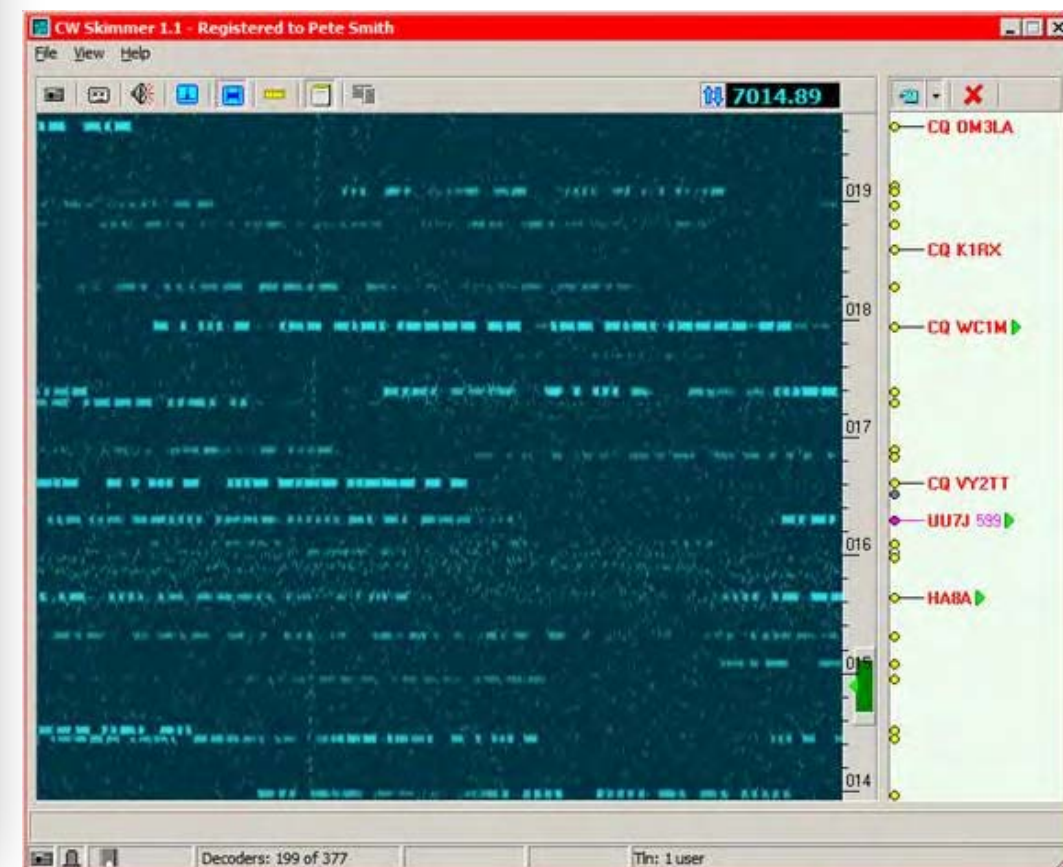 CW Skimmer 1.1 - Registered to Pete Smith
File View Help
7014.89
CQ OM3LA
019
CQ K1RX
018
CQ WC1M
017
CQ VY2TT
UU7J 599
016
HA8A
015
014
Decoders: 199 of 377
Tln: 1 user